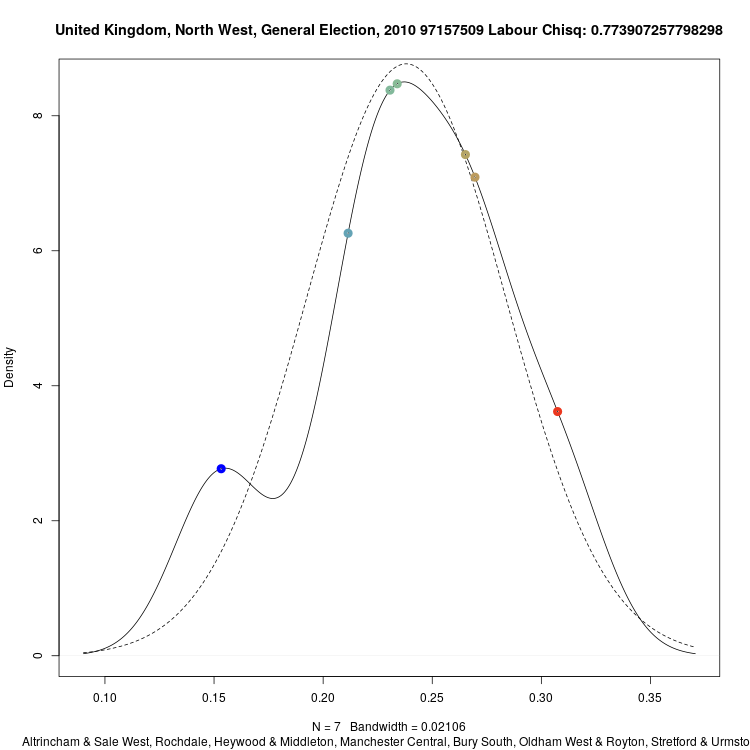 United Kingdom, North West, General Election, 2010 97157509 Labour Chisq: 0.773907257798298
8
6
4
2
0
Density
0.10 0.15 0.20 0.25 0.30 0.35
N = 7 Bandwidth = 0.02106
Altrincham & Sale West, Rochdale, Heywood & Middleton, Manchester Central, Bury South, Oldham West & Royton, Stretford & Urmsto